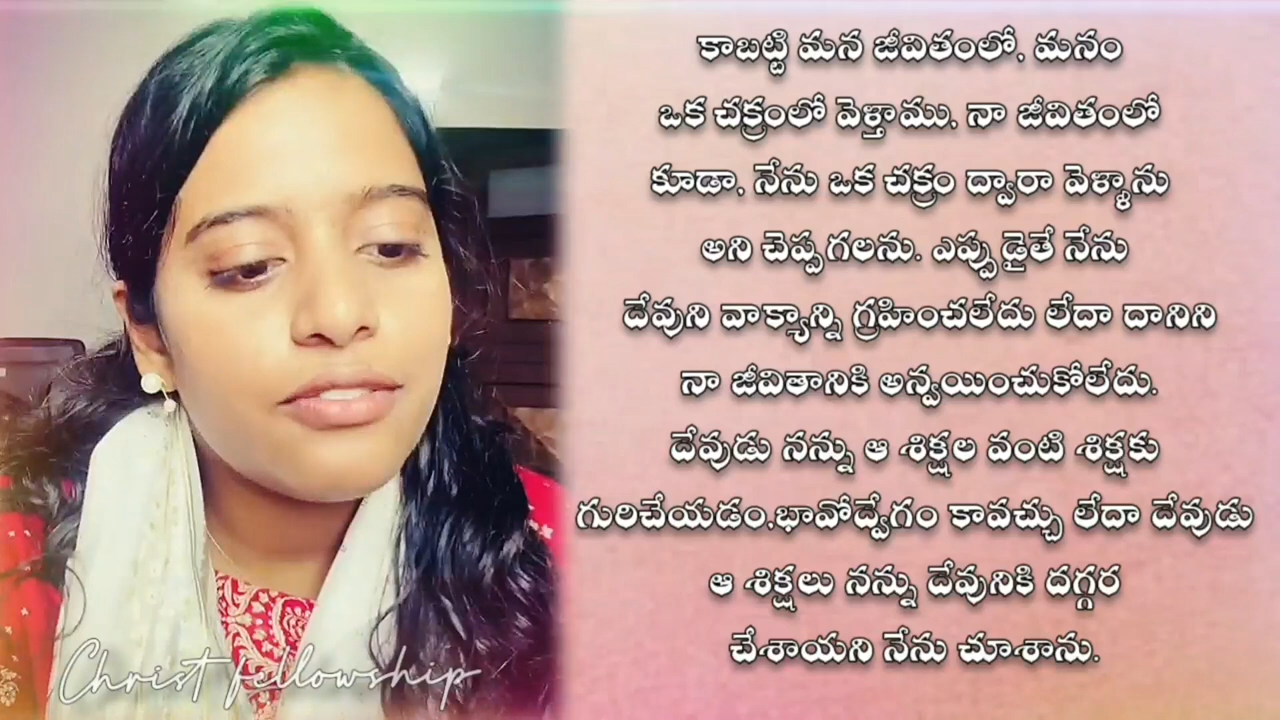 కాబట్టి మన జీవితంలో, మనం
ఒక చక్రంలో వెళ్తాము, నా జీవితంలో
కూడా, నేను ఒక చక్రం ద్వారా వెళ్ళాను
అని చెప్పగలను. ఎప్పుడైతే నేను
దేవుని వాక్యాన్ని గ్రహించలేదు లేదా దానిని
నా జీవితానికి అన్వయించుకోలేదు.
దేవుడు నన్ను ఆ శిక్షల వంటి శిక్షకు
గురిచేయడం,భావోద్వేగం కావచ్చు లేదా దేవుడు
ఆ శిక్షలు నన్ను దేవునికి దగ్గర
చేశాయని నేను చూశాను.
Christ fellowship